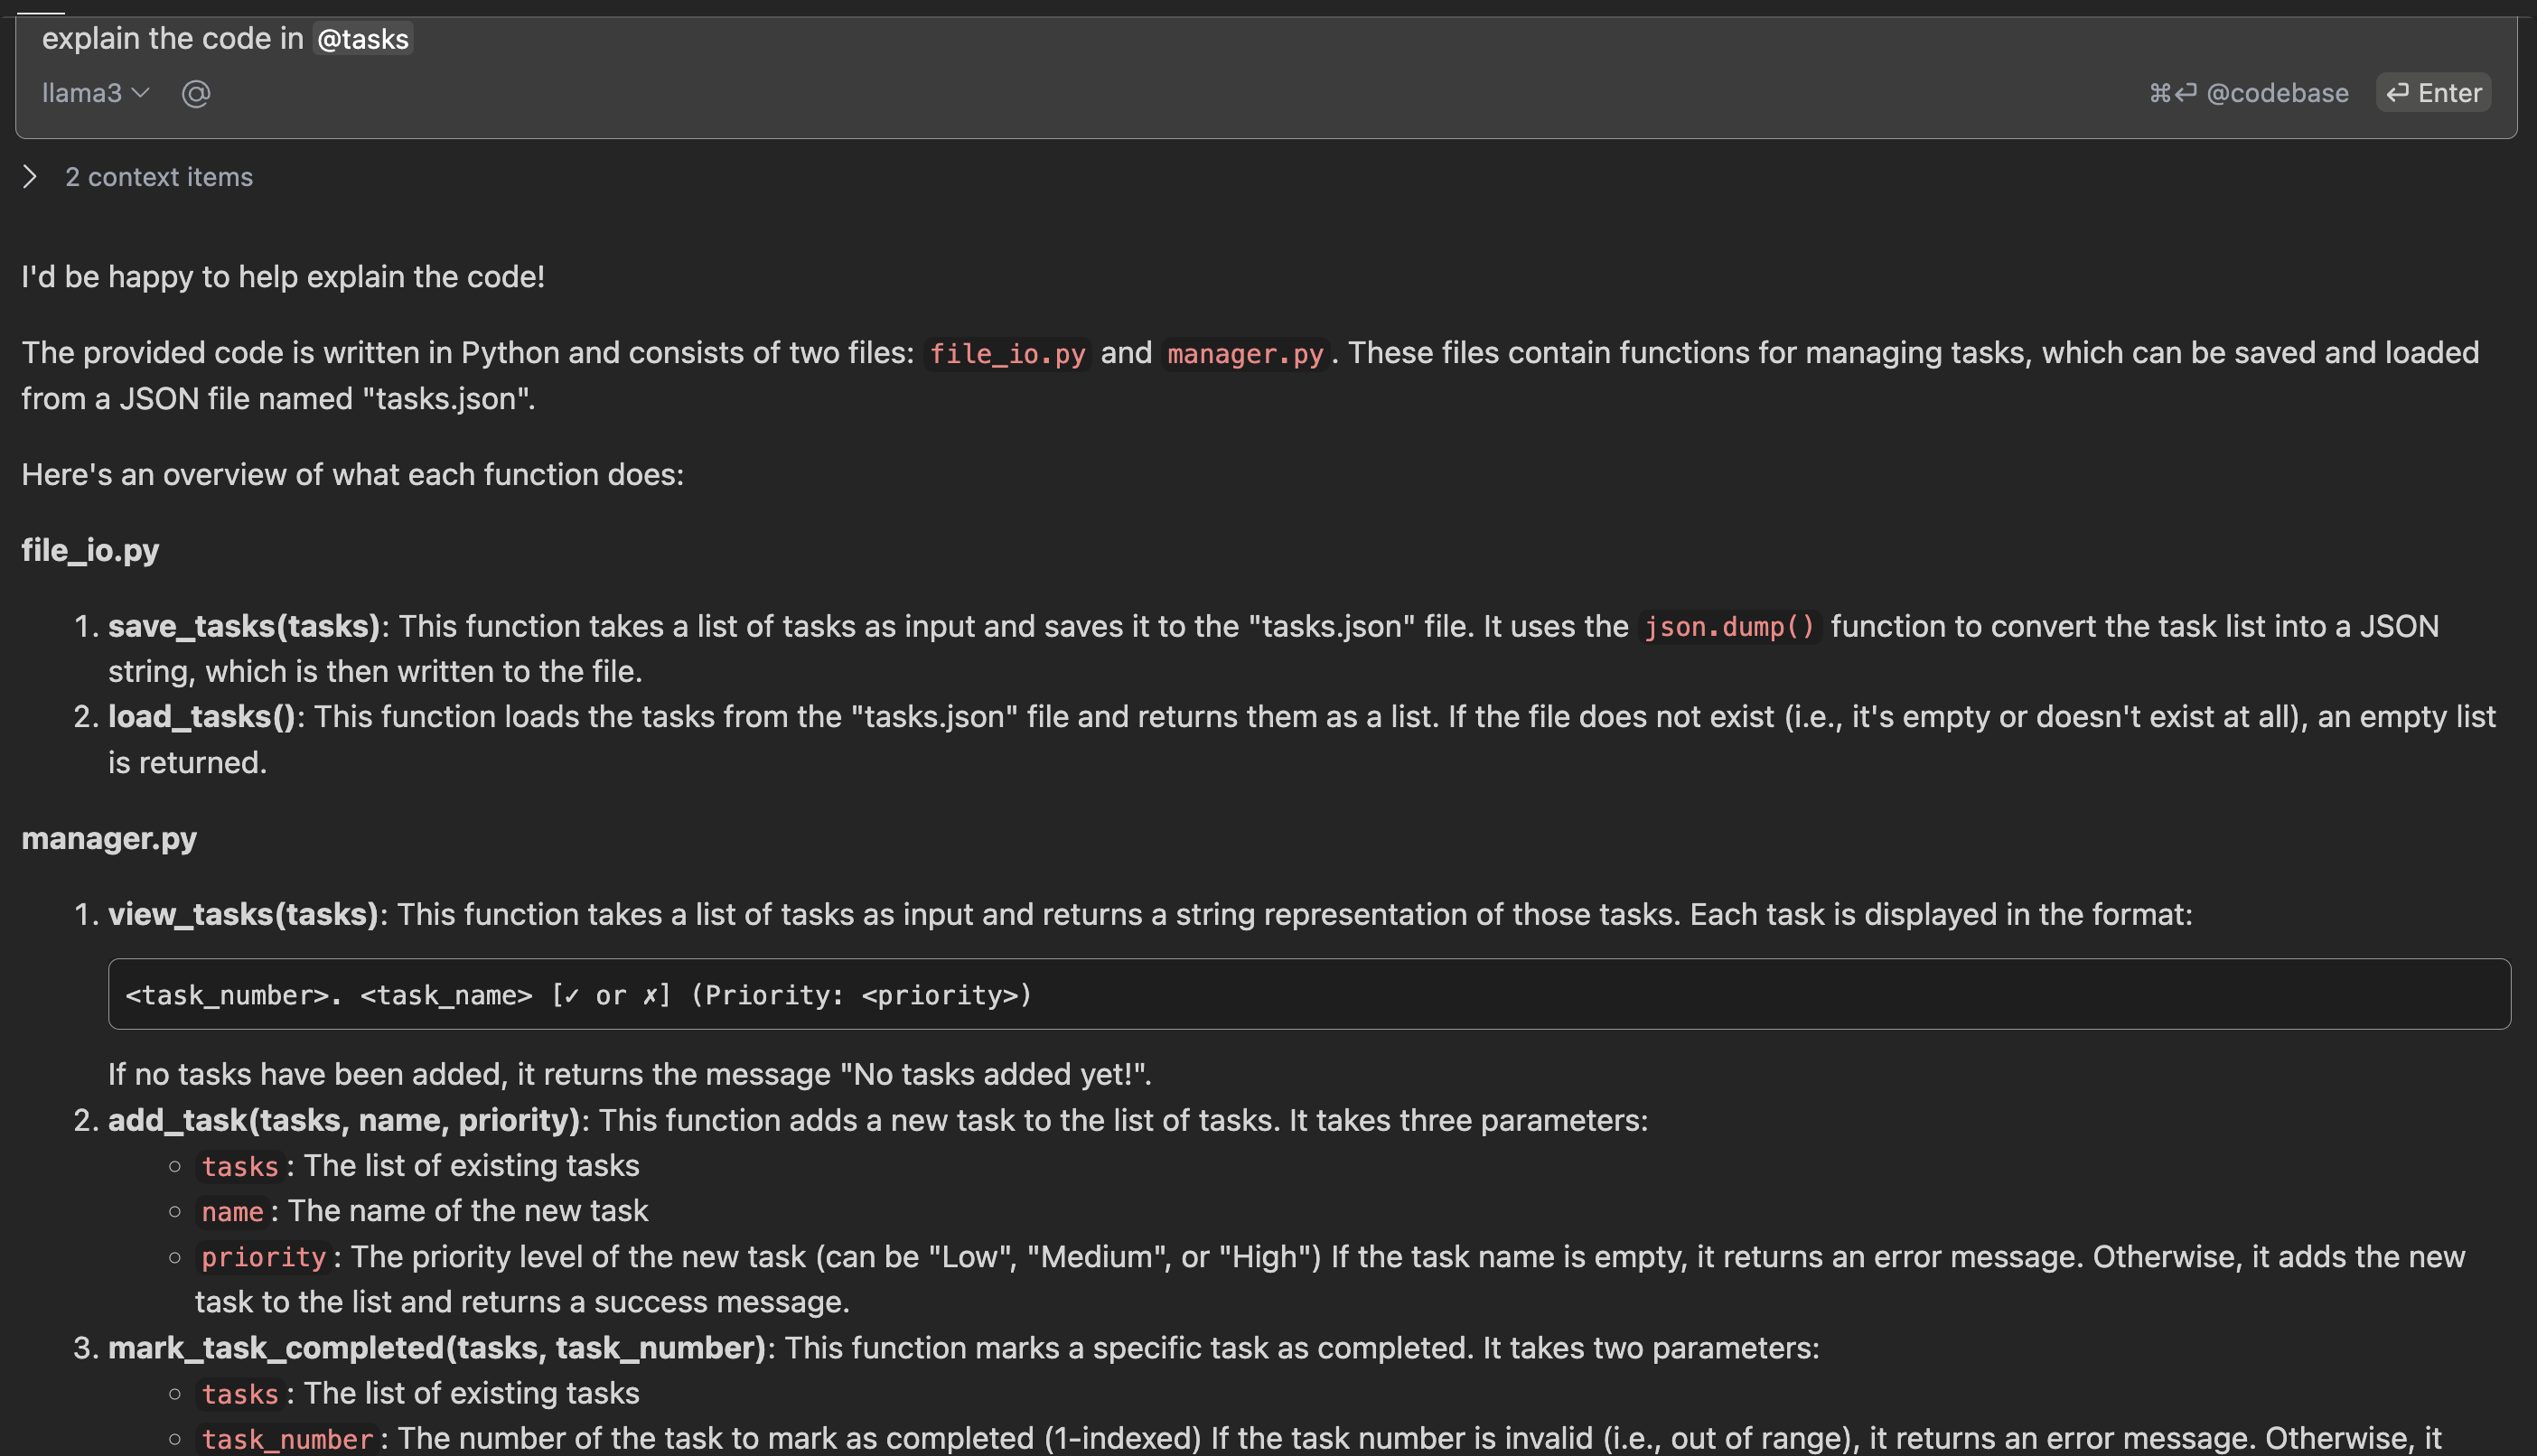 explain the code in @tasks
llama3 @ ⌘⏎ @codebase ⏎ Enter
2 context items
I'd be happy to help explain the code!
The provided code is written in Python and consists of two files: file_io.py and manager.py. These files contain functions for managing tasks, which can be saved and loaded
from a JSON file named "tasks.json".
Here's an overview of what each function does:
file_io.py
1. save_tasks(tasks): This function takes a list of tasks as input and saves it to the "tasks.json" file. It uses the json.dump() function to convert the task list into a JSON
string, which is then written to the file.
2. load_tasks(): This function loads the tasks from the "tasks.json" file and returns them as a list. If the file does not exist (i.e., it's empty or doesn't exist at all), an empty list
is returned.
manager.py
1. view_tasks(tasks): This function takes a list of tasks as input and returns a string representation of those tasks. Each task is displayed in the format:
<task_number>. <task_name> [✓ or ✗] (Priority: <priority>)
If no tasks have been added, it returns the message "No tasks added yet!".
2. add_task(tasks, name, priority): This function adds a new task to the list of tasks. It takes three parameters:
◦ tasks: The list of existing tasks
◦ name: The name of the new task
◦ priority: The priority level of the new task (can be "Low", "Medium", or "High") If the task name is empty, it returns an error message. Otherwise, it adds the new
task to the list and returns a success message.
3. mark_task_completed(tasks, task_number): This function marks a specific task as completed. It takes two parameters:
◦ tasks: The list of existing tasks
◦ task_number: The number of the task to mark as completed (1-indexed) If the task number is invalid (i.e., out of range), it returns an error message. Otherwise, it